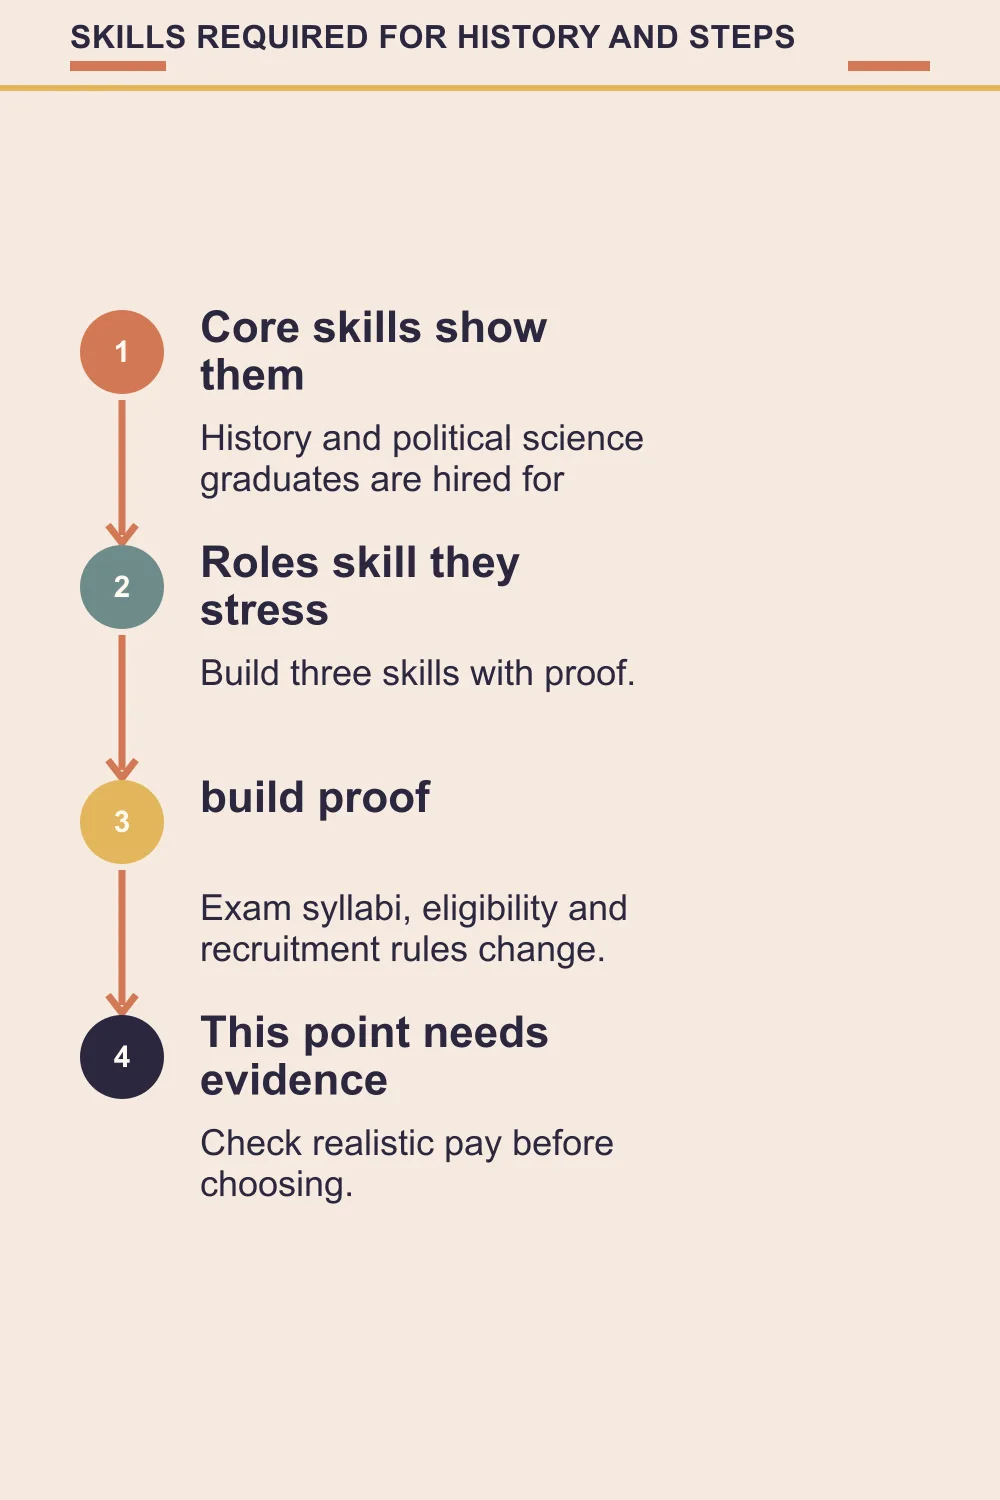 SKILLS REQUIRED FOR HISTORY AND STEPS
1
Core skills show
them
History and political science
graduates are hired for
2
Roles skill they
stress
Build three skills with proof.
3
build proof
Exam syllabi, eligibility and
recruitment rules change.
4
This point needs
evidence
Check realistic pay before
choosing.